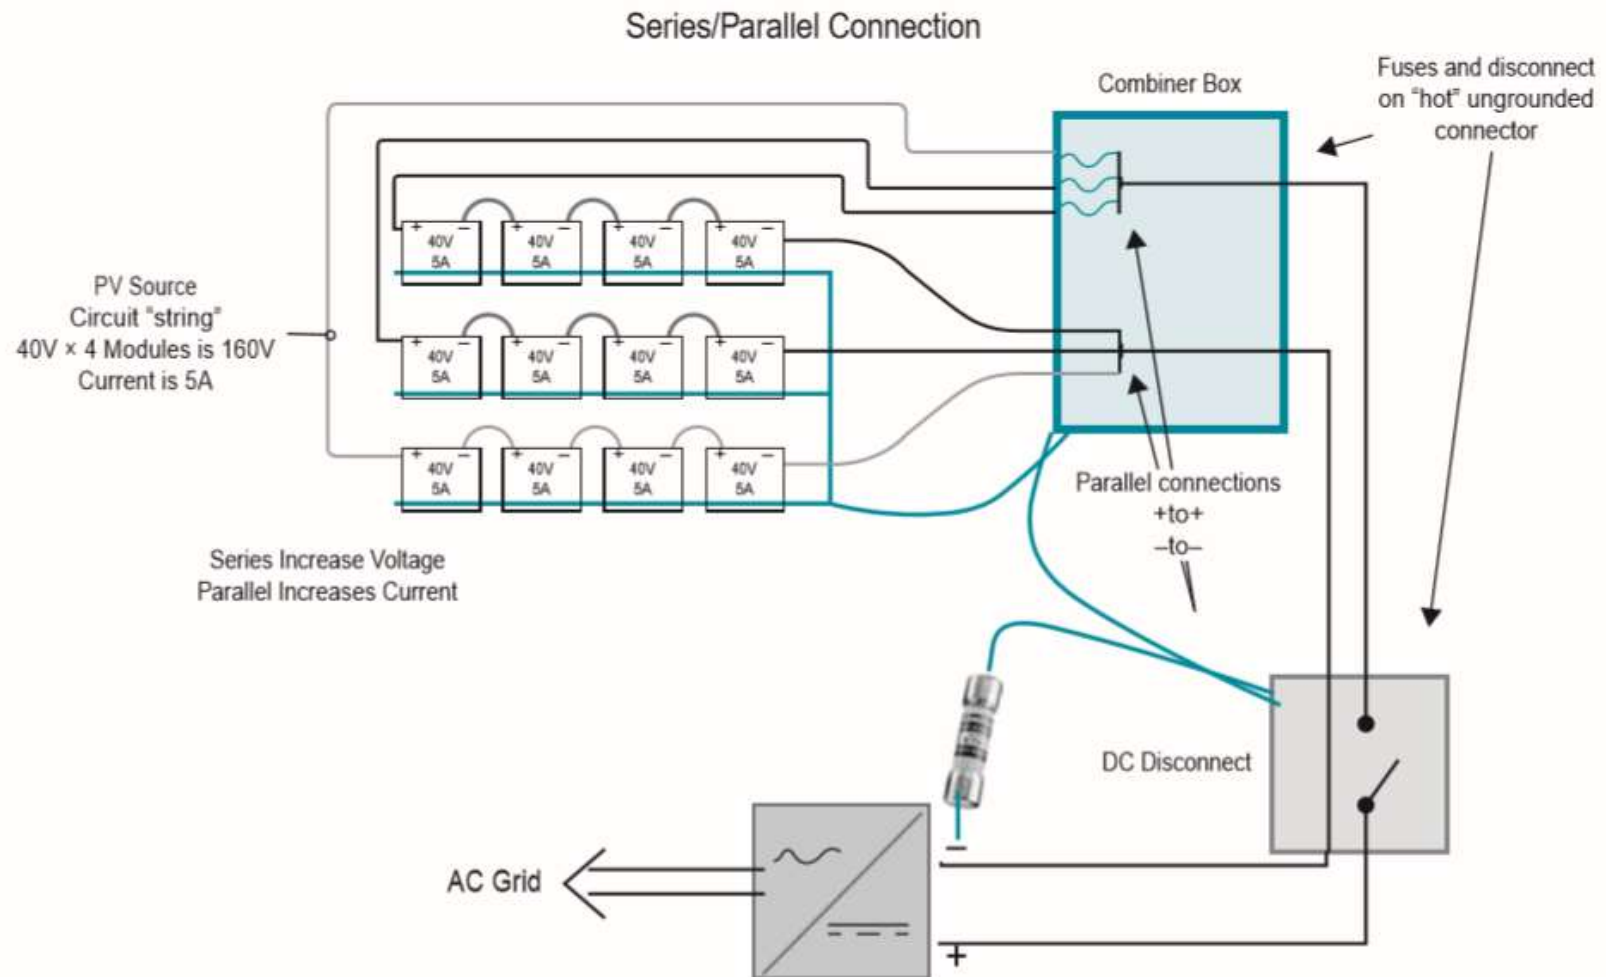 Series/Parallel Connection
Combiner Box
Fuses and disconnect
on “hot” ungrounded
connector
+ − + − + − + −
40V 40V 40V 40V
5A 5A 5A 5A
PV Source
Circuit “string”
40V × 4 Modules is 160V
Current is 5A
+ − + − + − + −
40V 40V 40V 40V
5A 5A 5A 5A
+ − + − + − + −
40V 40V 40V 40V
5A 5A 5A 5A
Parallel connections
+to+
–to–
Series Increase Voltage
Parallel Increases Current
DC Disconnect
−
AC Grid
+